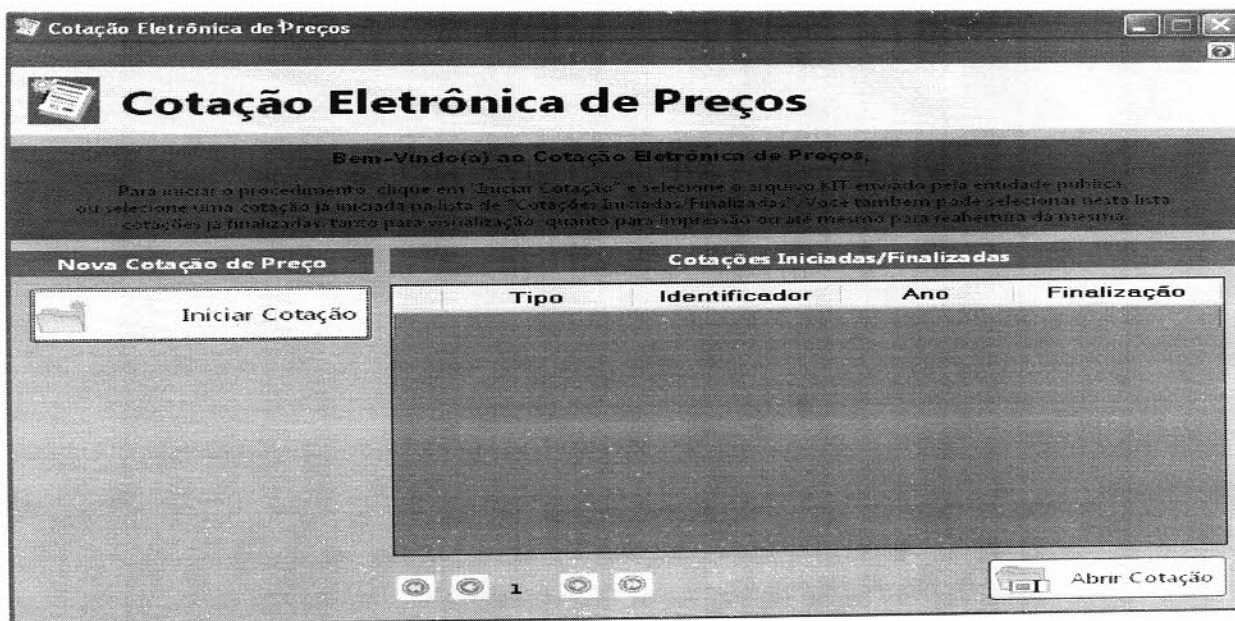 Cotação Eletrônica de Preços
Cotação Eletrônica de Preços
Bem-Vindo(a) ao Cotação Eletrônica de Preços,
Para iniciar o procedimento, clique em "Iniciar Cotação" e selecione o arquivo KIT enviado pela entidade pública,
ou selecione uma cotação já iniciada na lista de "Cotações Iniciadas/Finalizadas". Você também pode selecionar nesta lista
cotações já finalizadas, tanto para visualização, quanto para impressão ou até mesmo para reabertura da mesma.
Nova Cotação de Preço
Iniciar Cotação
Cotações Iniciadas/Finalizadas
Tipo Identificador Ano Finalização
1
Abrir Cotação